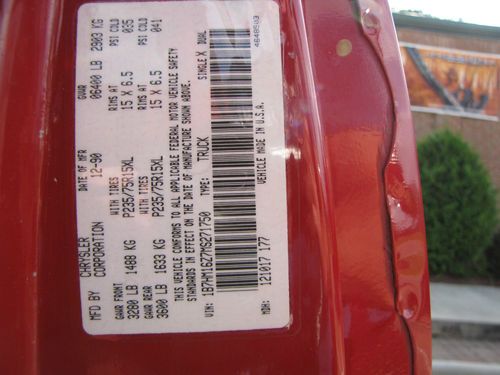 MFD BY CHRYSLER CORPORATION
DATE OF MFR 12-90
GVWR 06400 LB 2903 KG
GAWR FRONT WITH TIRES RIMS AT PSI COLD
3280 LB 1488 KG P235/75R15XL 15 X 6.5 035
GAWR REAR WITH TIRES RIMS AT PSI COLD
3600 LB 1633 KG P235/75R15XL 15 X 6.5 041
THIS VEHICLE CONFORMS TO ALL APPLICABLE FEDERAL MOTOR VEHICLE SAFETY
STANDARDS IN EFFECT ON THE DATE OF MANUFACTURE SHOWN ABOVE
VIN: 1B7HM16Z7MS271750 TYPE: TRUCK SINGLE X DUAL
MDH: 121017 177 VEHICLE MADE IN U.S.A.